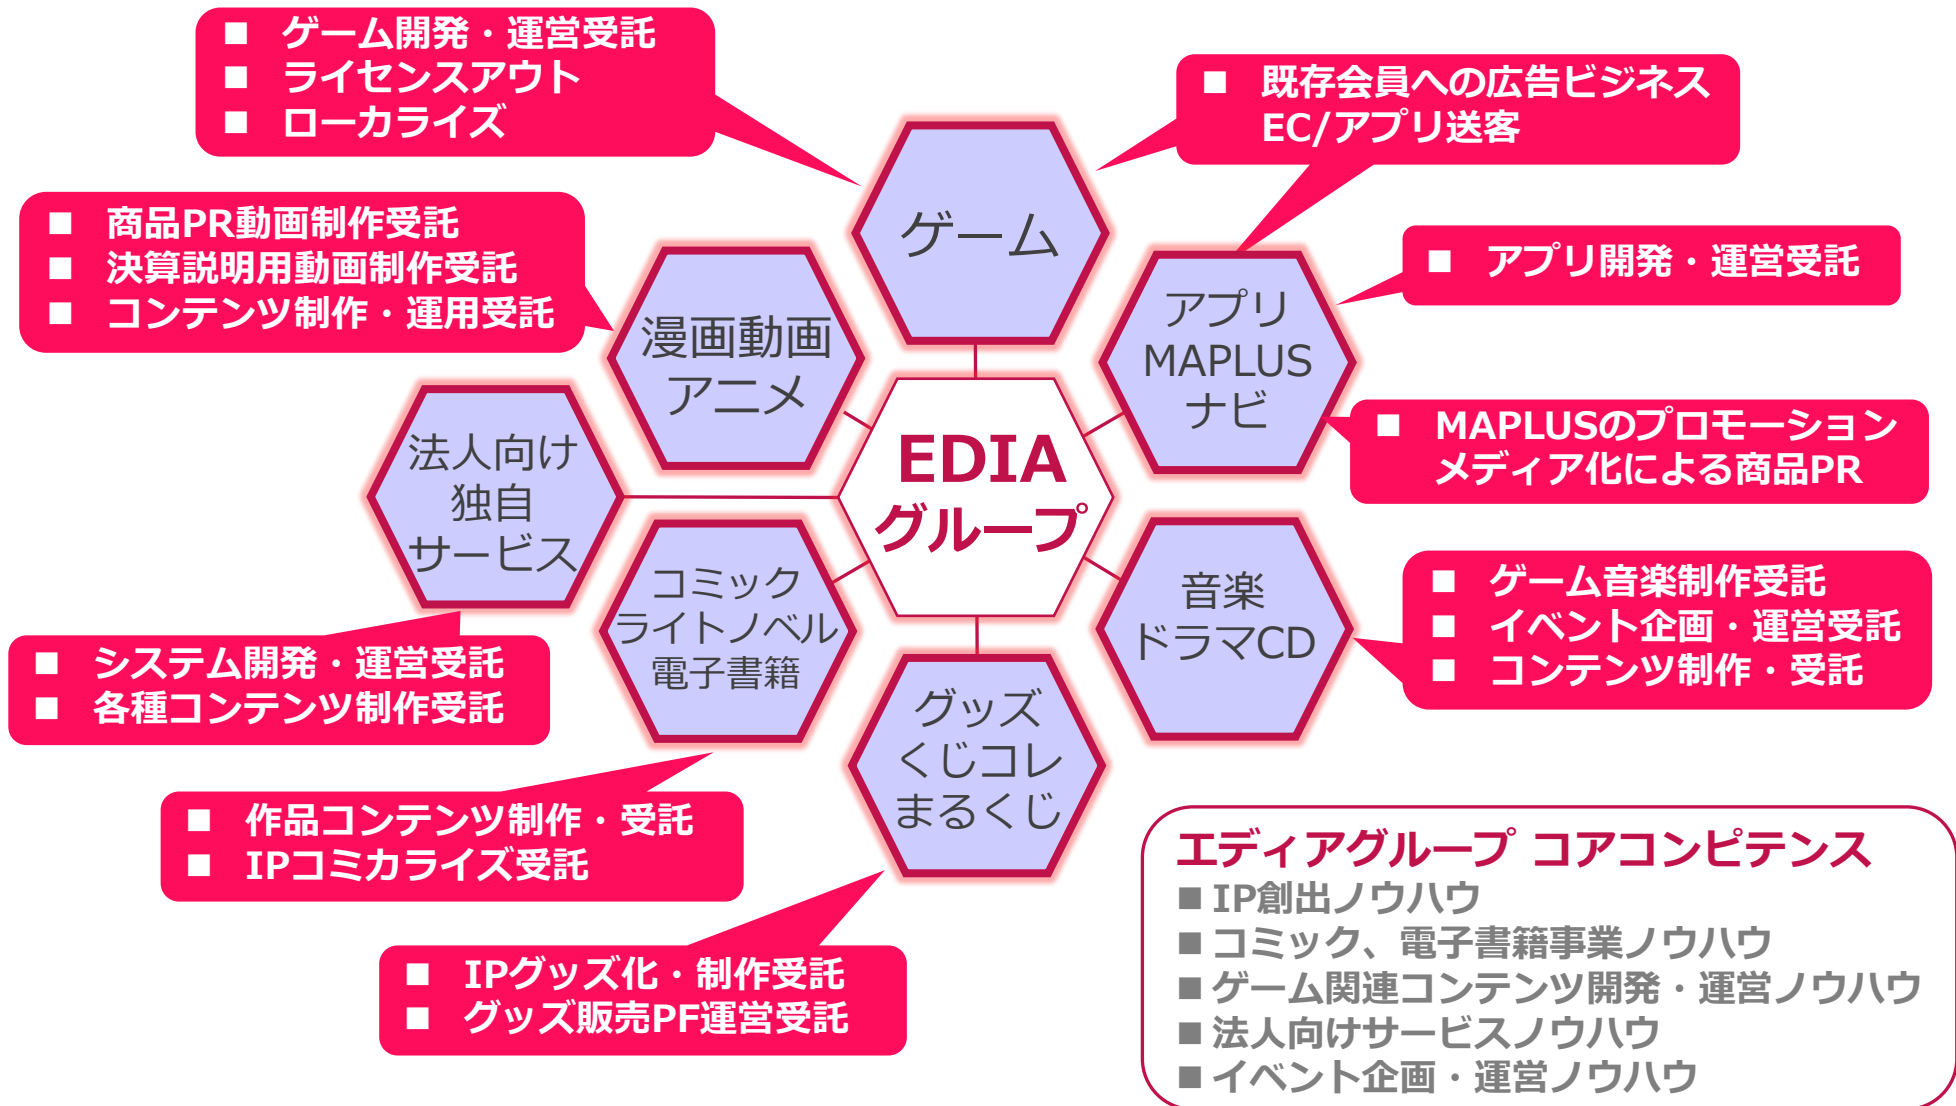 ■ ゲーム開発・運営受託
■ ライセンスアウト
■ ローカライズ
■ 既存会員への広告ビジネス
EC/アプリ送客
ゲーム
■ 商品PR動画制作受託
■ 決算説明用動画制作受託
■ コンテンツ制作・運用受託
漫画動画
アニメ
アプリ
MAPLUS
ナビ
■ アプリ開発・運営受託
■ MAPLUSのプロモーション
メディア化による商品PR
法人向け
独自
サービス
EDIA
グループ
■ システム開発・運営受託
■ 各種コンテンツ制作受託
コミック
ライトノベル
電子書籍
音楽
ドラマCD
■ ゲーム音楽制作受託
■ イベント企画・運営受託
■ コンテンツ制作・受託
■ 作品コンテンツ制作・受託
■ IPコミカライズ受託
グッズ
くじコレ
まるくじ
■ IPグッズ化・制作受託
■ グッズ販売PF運営受託
エディアグループ コアコンピテンス
■ IP創出ノウハウ
■ コミック、電子書籍事業ノウハウ
■ ゲーム関連コンテンツ開発・運営ノウハウ
■ 法人向けサービスノウハウ
■ イベント企画・運営ノウハウ